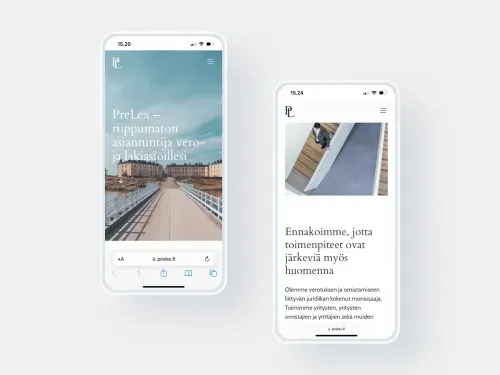 15.20
PL
PreLex –
riippumaton
asiantuntija vero-
ja lakiasioillesi
AA
prelex.fi
15.24
PL
Ennakoimme, jotta
toimenpiteet ovat
järkeviä myös
huomenna
Olemme verotuksen ja omistamiseen
liittyvän juridiikan kokenut moniosaaja.
Toimimme yritysten, yritysten
omistajien ja yrittäjien sekä muiden
prelex.fi